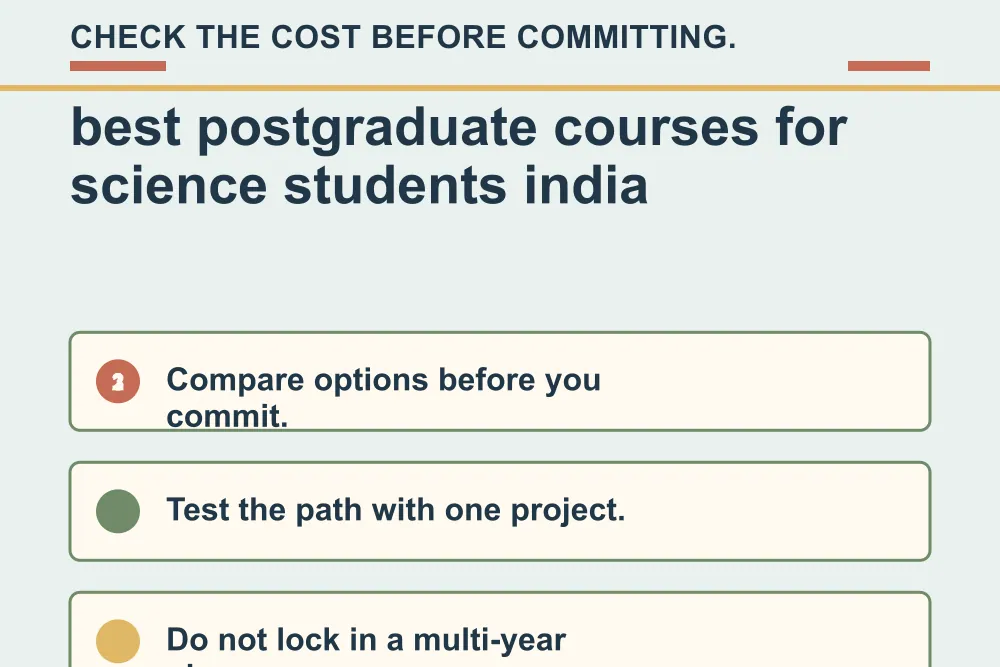 CHECK THE COST BEFORE COMMITTING.
best postgraduate courses for
science students india
Compare options before you
commit.
Test the path with one project.
Do not lock in a multi-year